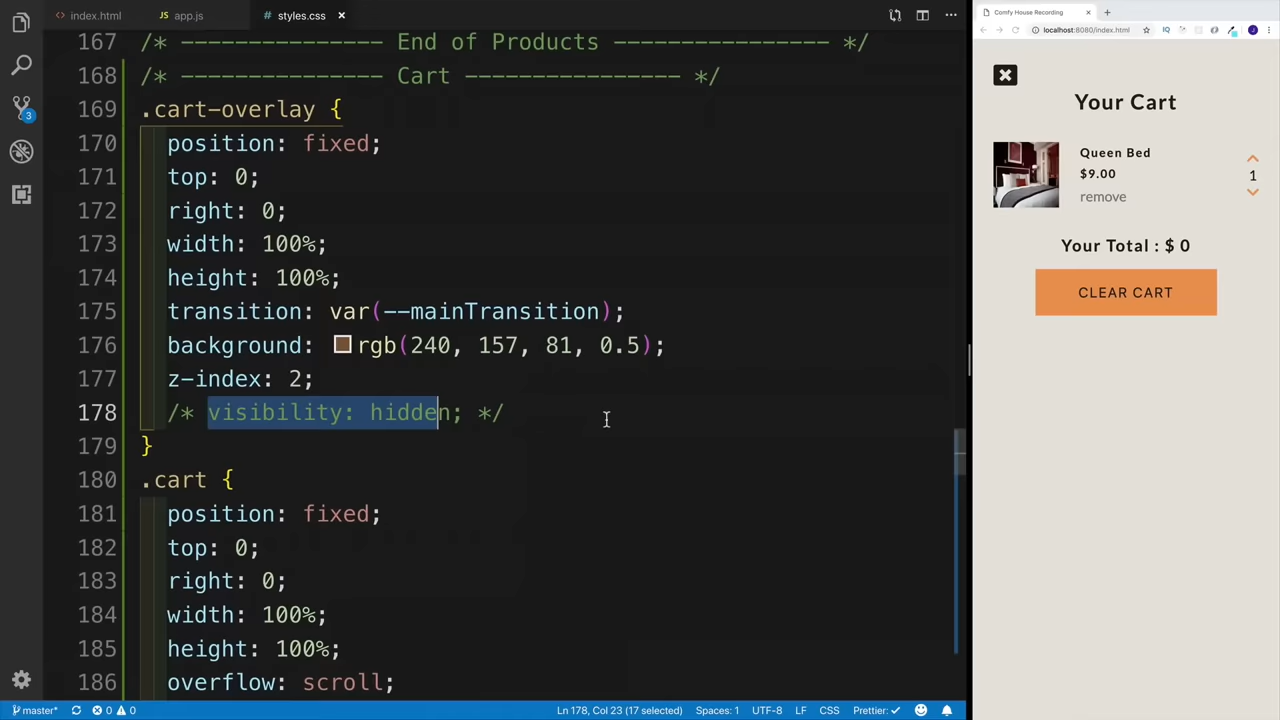 index.html
app.js
styles.css
Comfy House Recording
localhost:8080/index.html
167 /* --------------- End of Products ---------------- */
168 /* --------------- Cart ---------------- */
169 .cart-overlay {
170 position: fixed;
171 top: 0;
172 right: 0;
173 width: 100%;
174 height: 100%;
175 transition: var(--mainTransition);
176 background: rgb(240, 157, 81, 0.5);
177 z-index: 2;
178 /* visibility: hidden; */
179 }
180 .cart {
181 position: fixed;
182 top: 0;
183 right: 0;
184 width: 100%;
185 height: 100%;
186 overflow: scroll;
3
Your Cart
Queen Bed
$9.00
remove
1
Your Total : $ 0
CLEAR CART
master* 0 0 Ln 178, Col 23 (17 selected) Spaces: 1 UTF-8 LF CSS Prettier: ✓